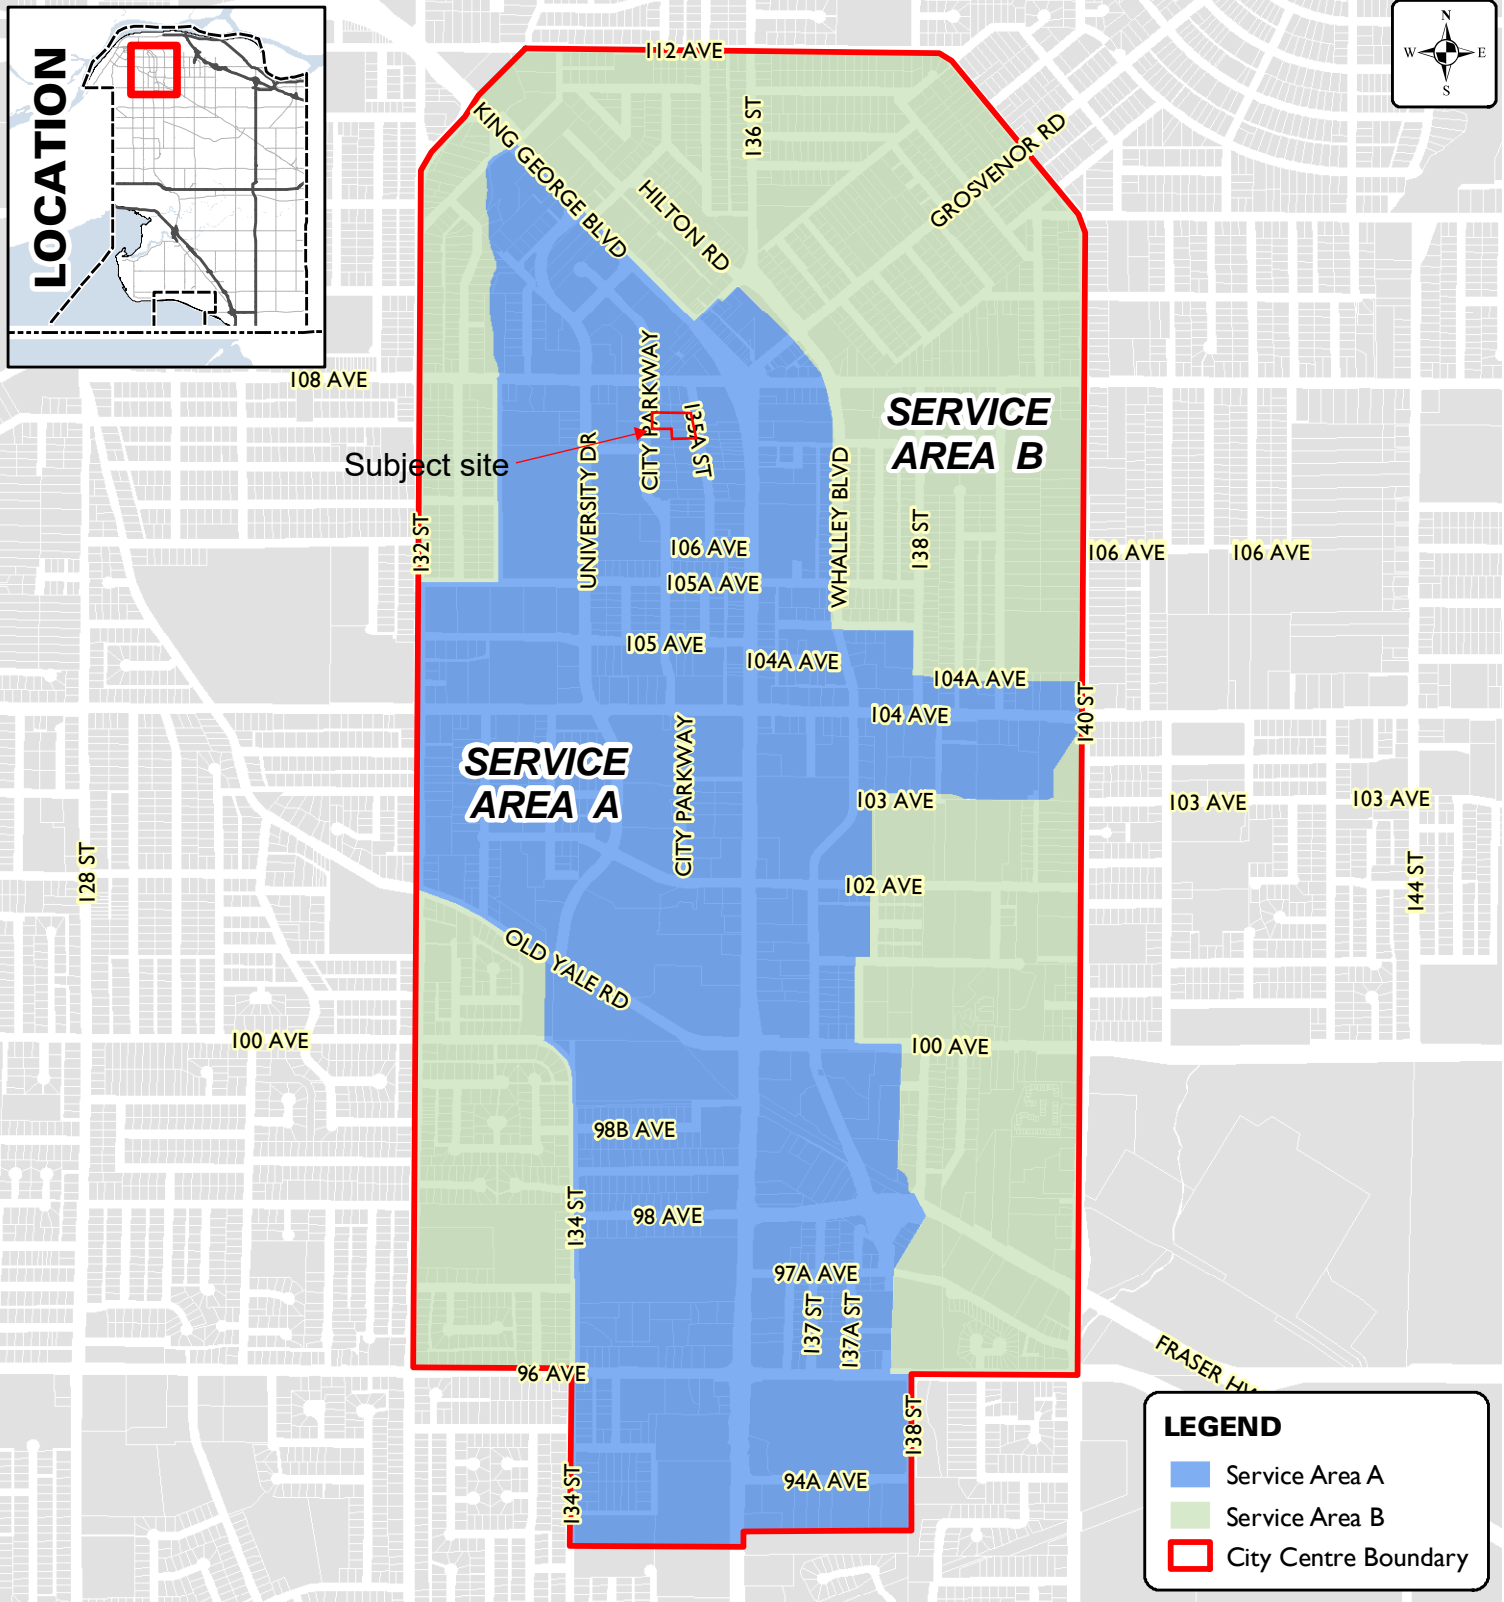 LOCATION
N
W E
S
112 AVE
KING GEORGE BLVD
136 ST
HILTON RD
GROSVENOR RD
108 AVE
CITY PARKWAY
135A ST
SERVICE
AREA B
Subject site
UNIVERSITY DR
WHALLEY BLVD
132 ST
138 ST
106 AVE
106 AVE
106 AVE
105A AVE
105 AVE
104A AVE
104A AVE
104 AVE
140 ST
SERVICE
AREA A
CITY PARKWAY
103 AVE
103 AVE
103 AVE
128 ST
102 AVE
144 ST
OLD YALE RD
100 AVE
100 AVE
98B AVE
134 ST
98 AVE
97A AVE
137 ST
137A ST
96 AVE
FRASER HW
138 ST
134 ST
94A AVE
LEGEND
Service Area A
Service Area B
City Centre Boundary